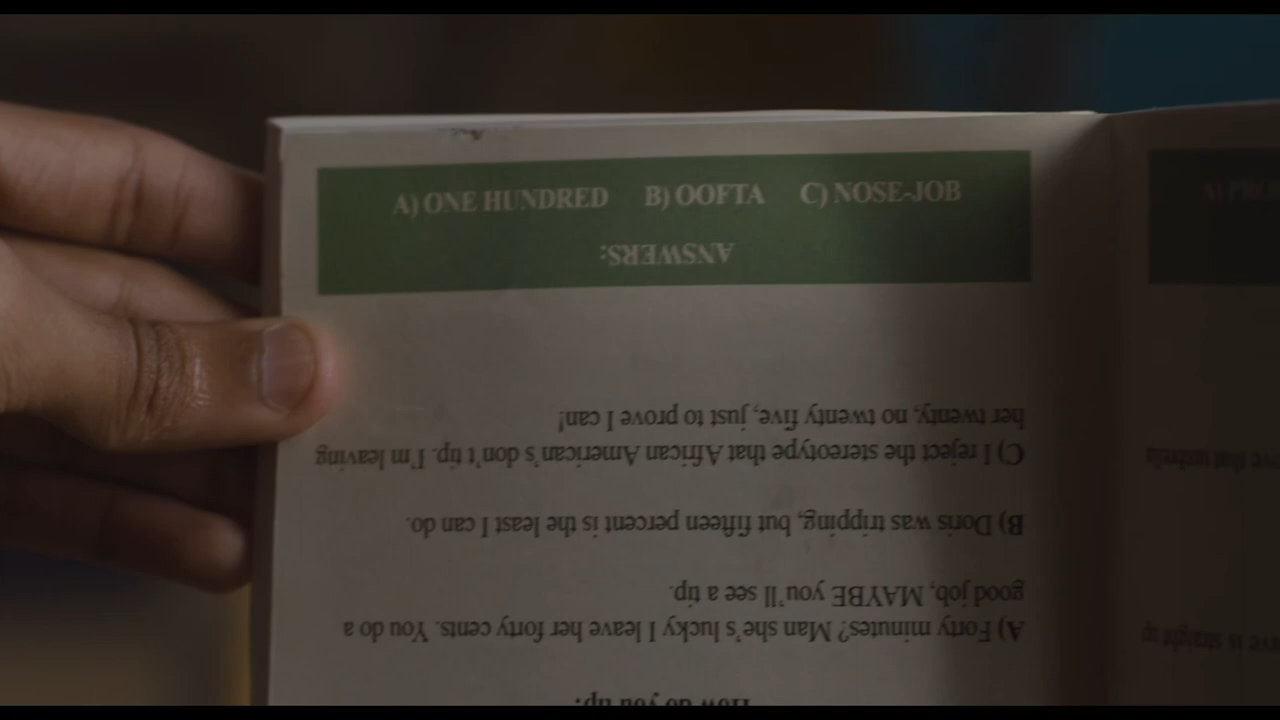 How do you tip?
A) Forty minutes? Man she's lucky I leave her forty cents. You do a
good job, MAYBE you'll see a tip.
B) Doris was tripping, but fifteen percent is the least I can do.
C) I reject the stereotype that African American's don't tip. I'm leaving
her twenty, no twenty five, just to prove I can!
ANSWERS:
A) ONE HUNDRED B) OOFTA C) NOSE-JOB